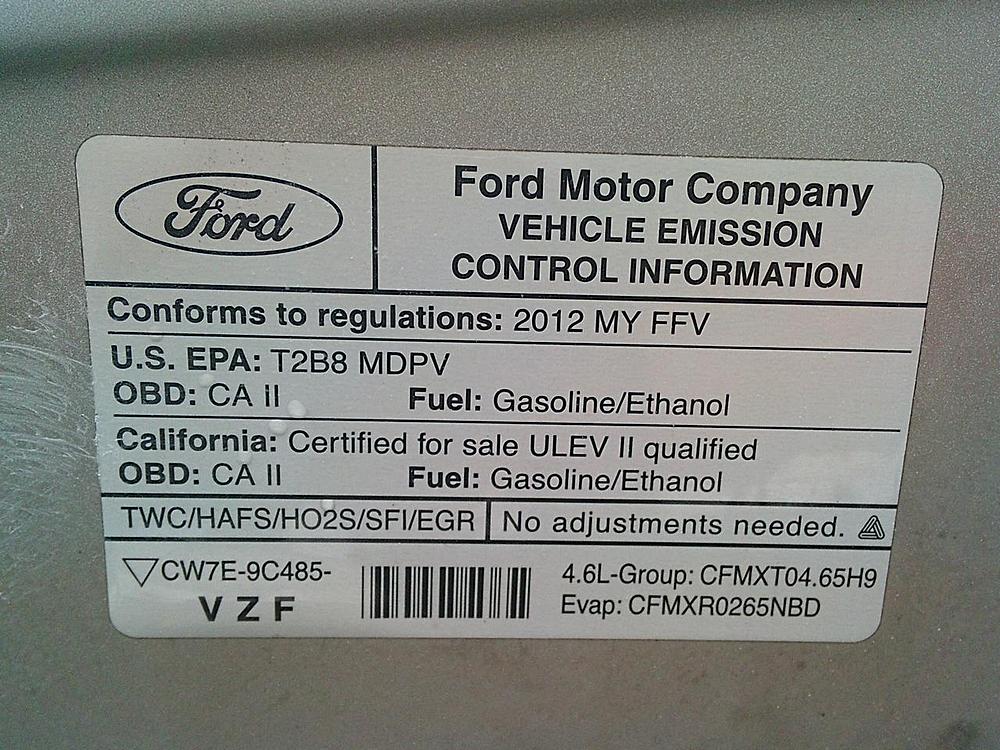 Ford
Ford Motor Company
VEHICLE EMISSION
CONTROL INFORMATION
Conforms to regulations: 2012 MY FFV
U.S. EPA: T2B8 MDPV
OBD: CA II Fuel: Gasoline/Ethanol
California: Certified for sale ULEV II qualified
OBD: CA II Fuel: Gasoline/Ethanol
TWC/HAFS/HO2S/SFI/EGR No adjustments needed.
CW7E-9C485-
VZF
4.6L-Group: CFMXT04.65H9
Evap: CFMXR0265NBD